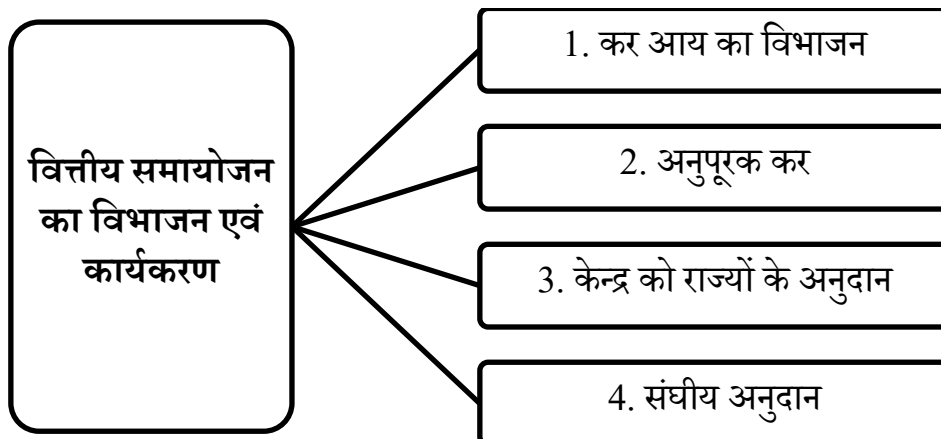 वित्तीय समायोजन
का विभाजन एवं
कार्यकरण
1. कर आय का विभाजन
2. अनुपूरक कर
3. केन्द्र को राज्यों के अनुदान
4. संघीय अनुदान